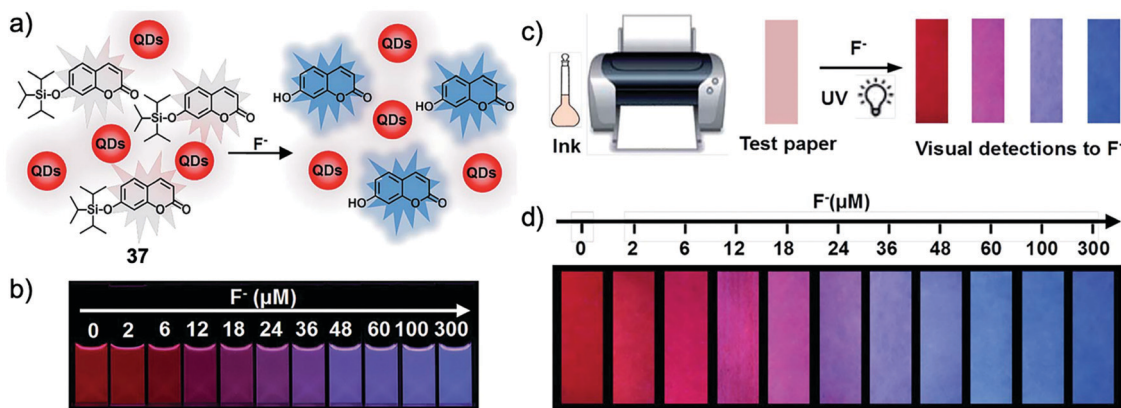 a)
QDs
QDs
QDs
QDs
QDs
Si-O
O
O
Si-O
O
O
Si-O
O
O
37
F-
QDs
QDs
QDs
QDs
QDs
HO
O
O
HO
O
O
HO
O
O
b)
F- (μM)
0 2 6 12 18 24 36 48 60 100 300
c)
Ink
Test paper
F-
UV
Visual detections to F-
d)
F-(μM)
0 2 6 12 18 24 36 48 60 100 300